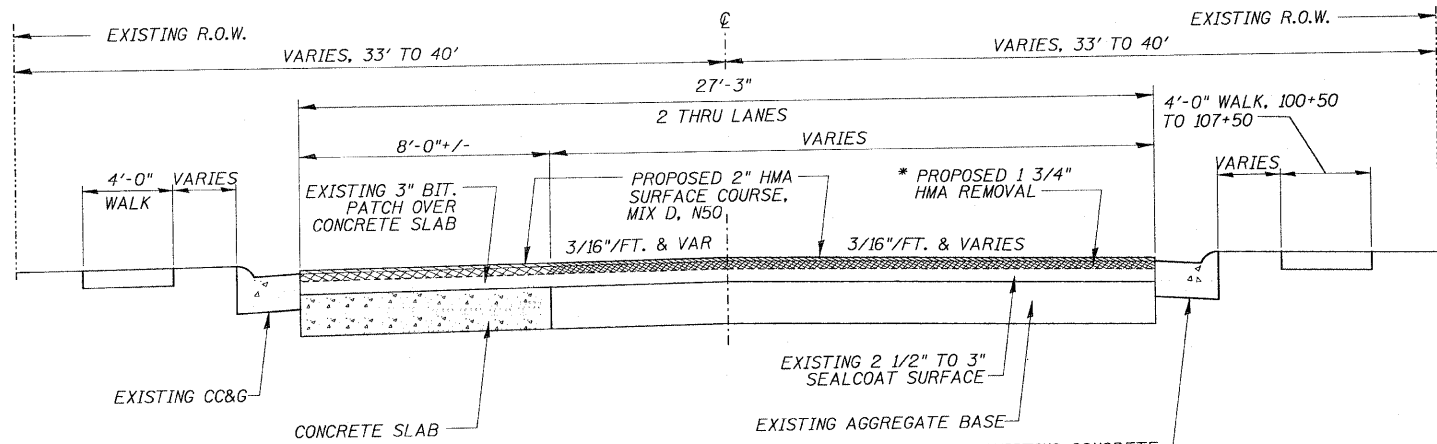 ℄
EXISTING R.O.W.
EXISTING R.O.W.
VARIES, 33' TO 40'
VARIES, 33' TO 40'
27'-3"
2 THRU LANES
4'-0" WALK, 100+50
TO 107+50
8'-0"+/-
VARIES
4'-0"
WALK
VARIES
EXISTING 3" BIT.
PATCH OVER
CONCRETE SLAB
PROPOSED 2" HMA
SURFACE COURSE,
MIX D, N50
* PROPOSED 1 3/4"
HMA REMOVAL
VARIES
3/16"/FT. & VAR
3/16"/FT. & VARIES
EXISTING 2 1/2" TO 3"
SEALCOAT SURFACE
EXISTING CC&G
EXISTING AGGREGATE BASE
CONCRETE SLAB
CONCRETE